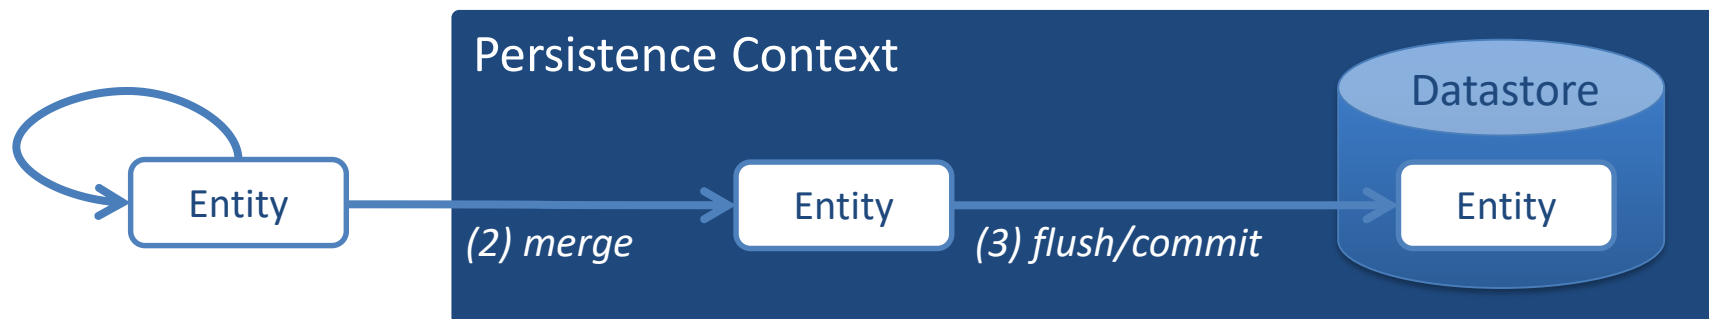 Persistence Context
Datastore
Entity
Entity
Entity
(2) merge
(3) flush/commit